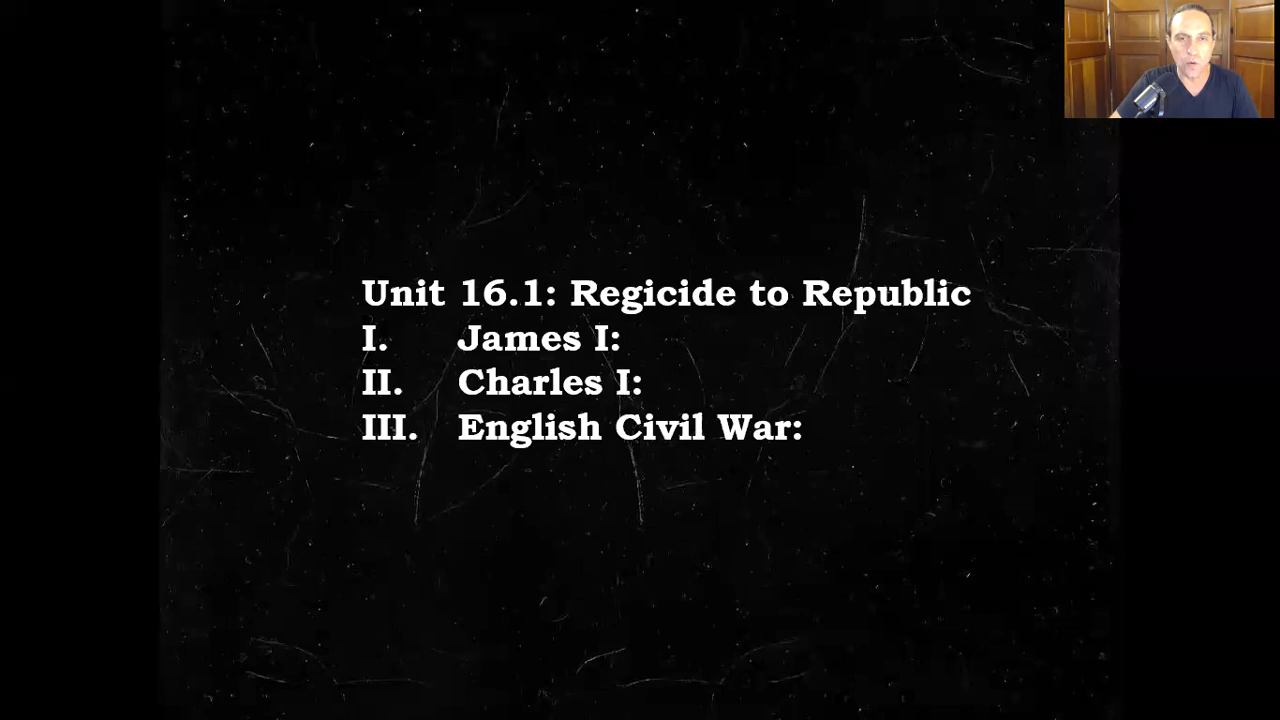 Unit 16.1: Regicide to Republic
I. James I:
II. Charles I:
III. English Civil War: